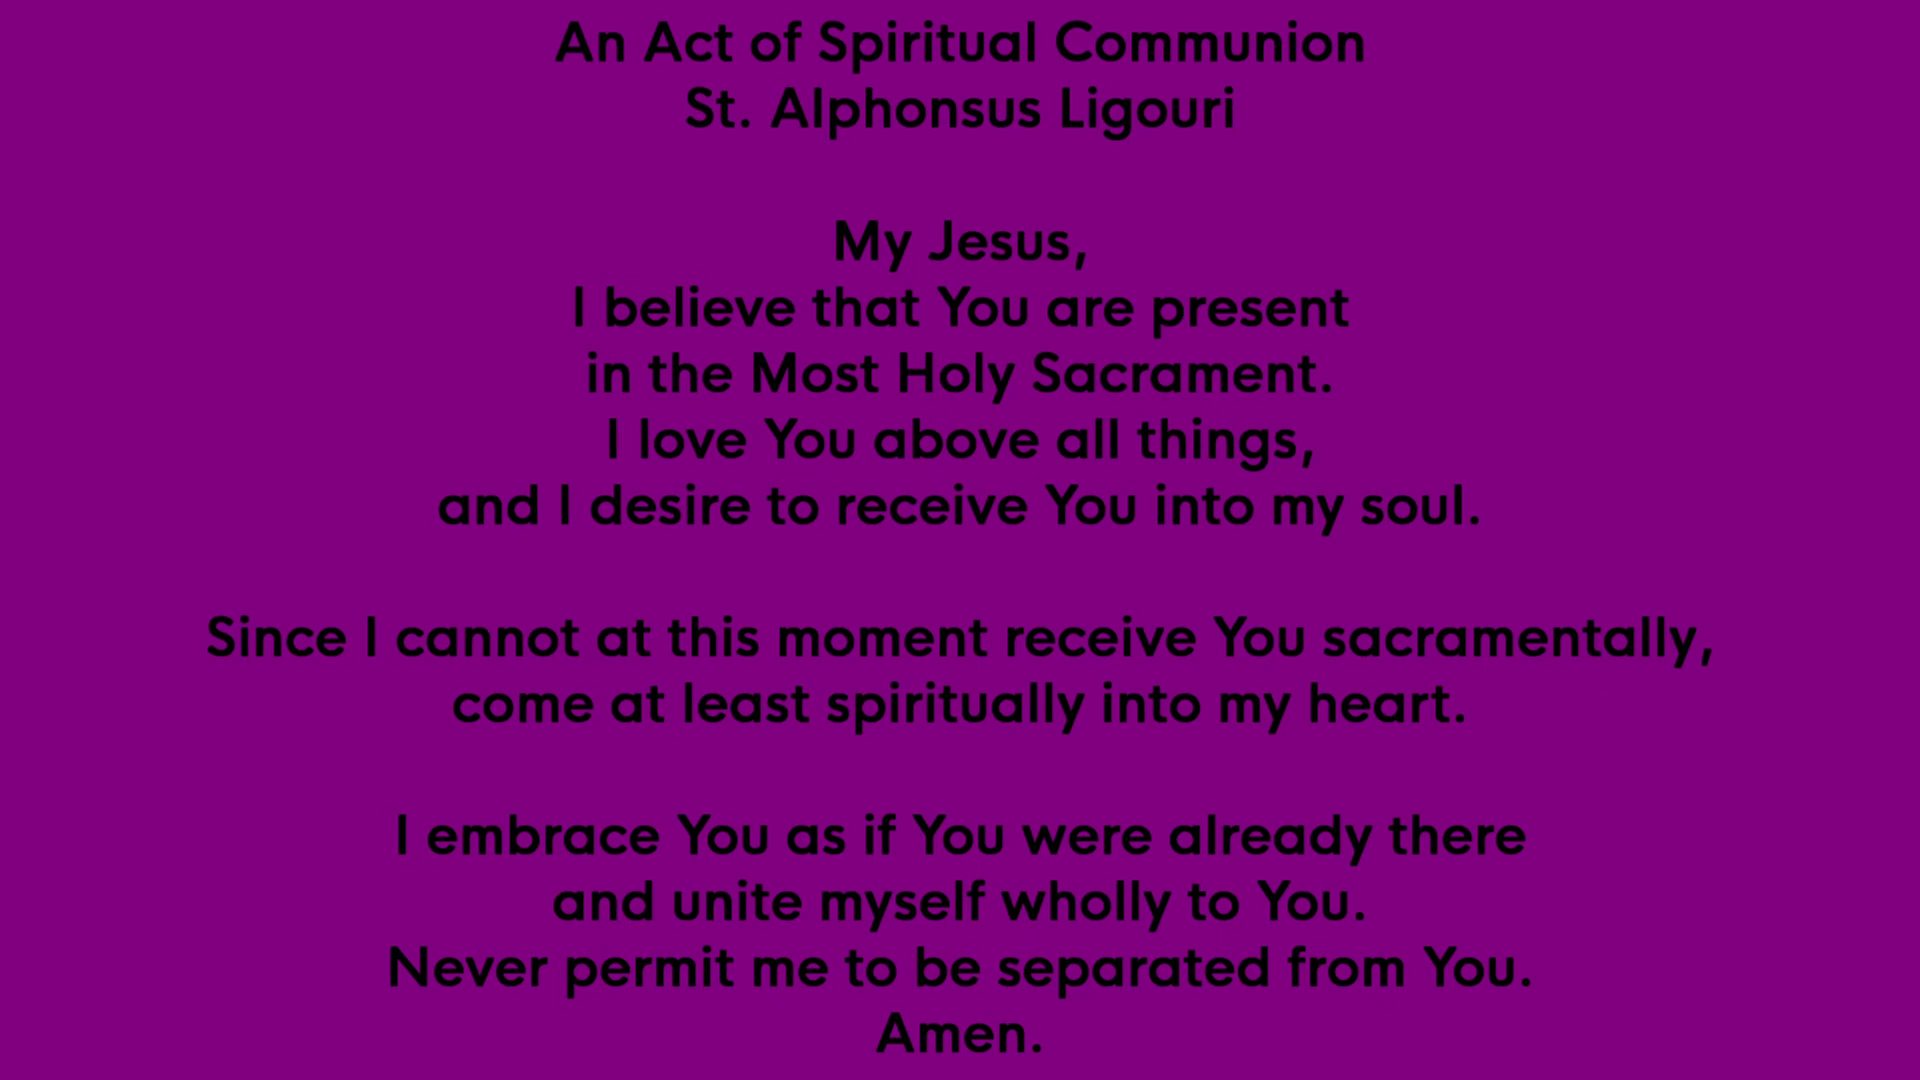 An Act of Spiritual Communion
St. Alphonsus Ligouri
My Jesus,
I believe that You are present
in the Most Holy Sacrament.
I love You above all things,
and I desire to receive You into my soul.
Since I cannot at this moment receive You sacramentally,
come at least spiritually into my heart.
I embrace You as if You were already there
and unite myself wholly to You.
Never permit me to be separated from You.
Amen.